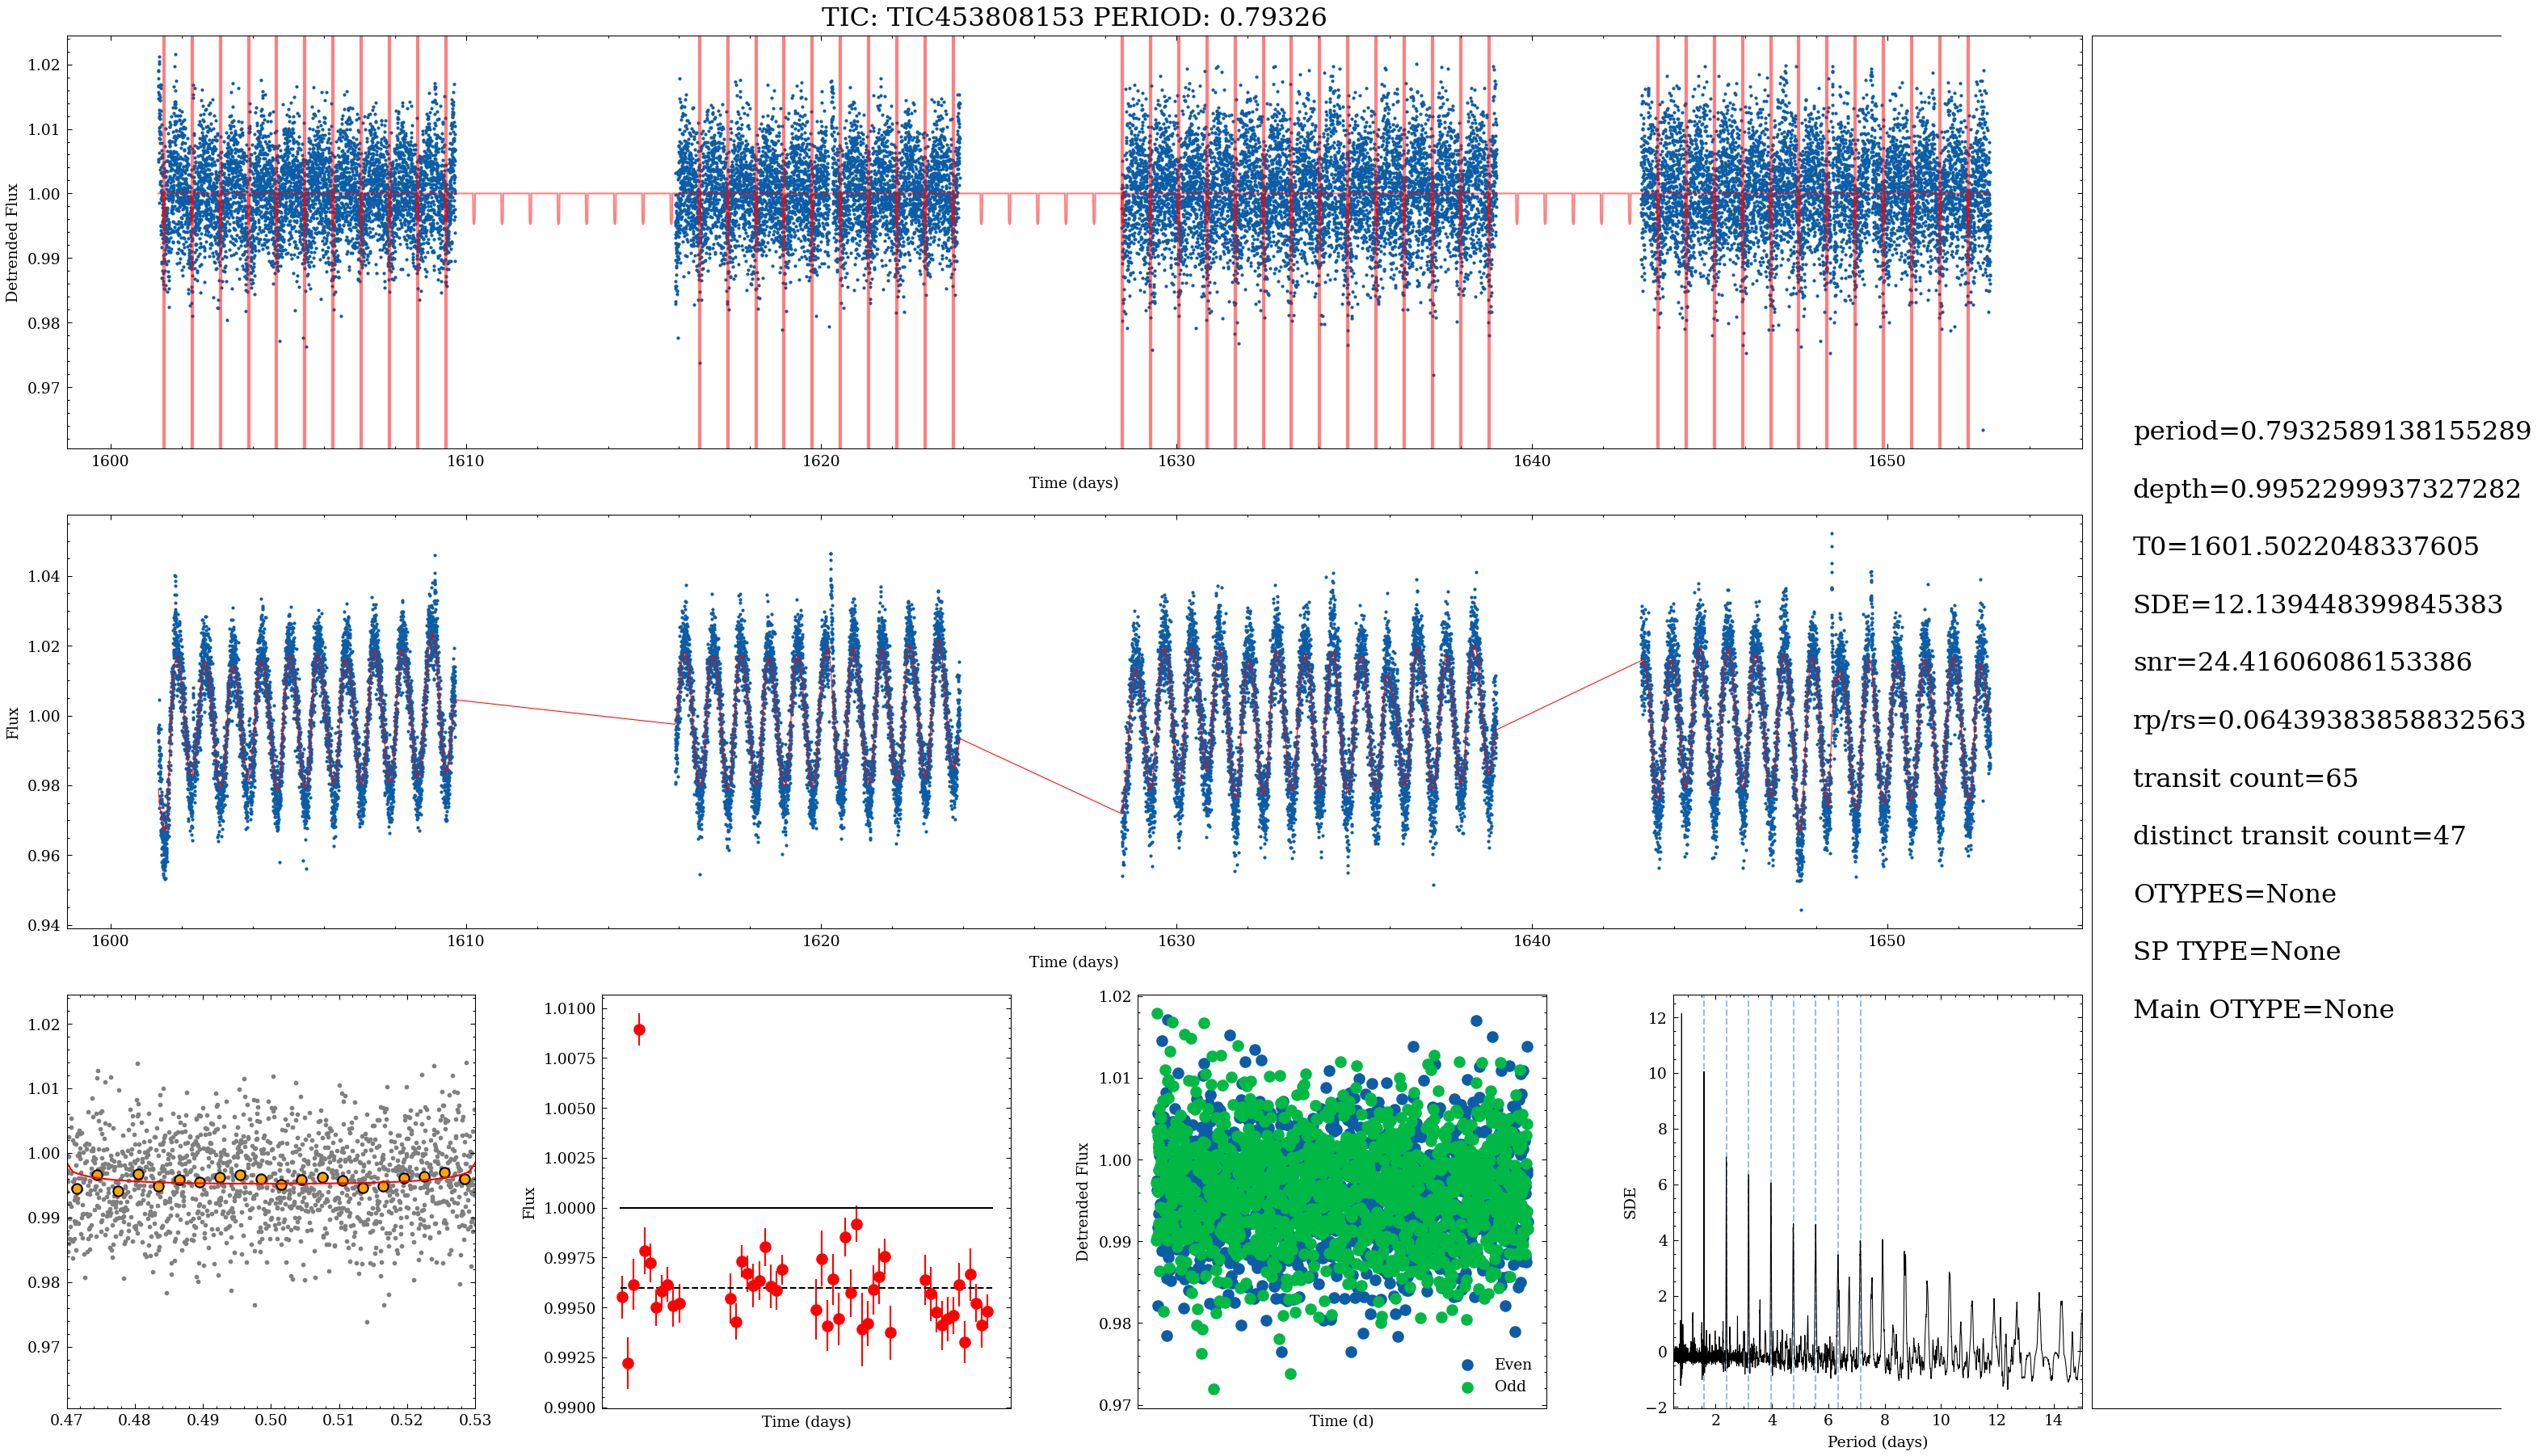 TIC: TIC453808153 PERIOD: 0.79326
1.02
1.01
1.00
0.99
0.98
0.97
Detrended Flux
1600
1610
1620
1630
1640
1650
Time (days)
1.04
1.02
1.00
0.98
0.96
0.94
Flux
1600
1610
1620
1630
1640
1650
Time (days)
period=0.7932589138155289
depth=0.9952299937327282
T0=1601.5022048337605
SDE=12.139448399845383
snr=24.41606086153386
rp/rs=0.06439383858832563
transit count=65
distinct transit count=47
OTYPES=None
SP TYPE=None
Main OTYPE=None
1.02
1.01
1.00
0.99
0.98
0.97
0.47
0.48
0.49
0.50
0.51
0.52
0.53
1.0100
1.0075
1.0050
1.0025
1.0000
0.9975
0.9950
0.9925
0.9900
Flux
Time (days)
1.02
1.01
1.00
0.99
0.98
0.97
Detrended Flux
Even
Odd
Time (d)
12
10
8
6
4
2
0
−2
SDE
2
4
6
8
10
12
14
Period (days)